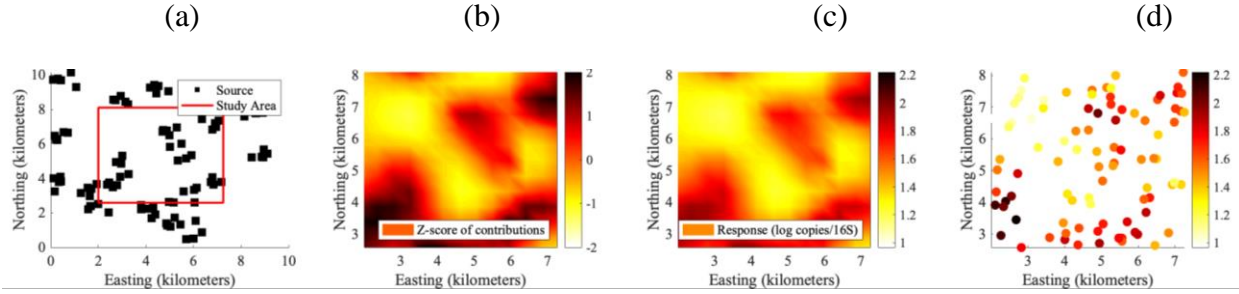 (a) (b) (c) (d)
10
8
6
4
2
0
0 2 4 6 8 10
Northing (kilometers)
Easting (kilometers)
Source
Study Area
8
7
6
5
4
3
3 4 5 6 7
Northing (kilometers)
Easting (kilometers)
Z-score of contributions
2
1
0
-1
-2
8
7
6
5
4
3
3 4 5 6 7
Northing (kilometers)
Easting (kilometers)
Response (log copies/16S)
2.2
2
1.8
1.6
1.4
1.2
1
8
7
6
5
4
3
3 4 5 6 7
Northing (kilometers)
Easting (kilometers)
2.2
2
1.8
1.6
1.4
1.2
1